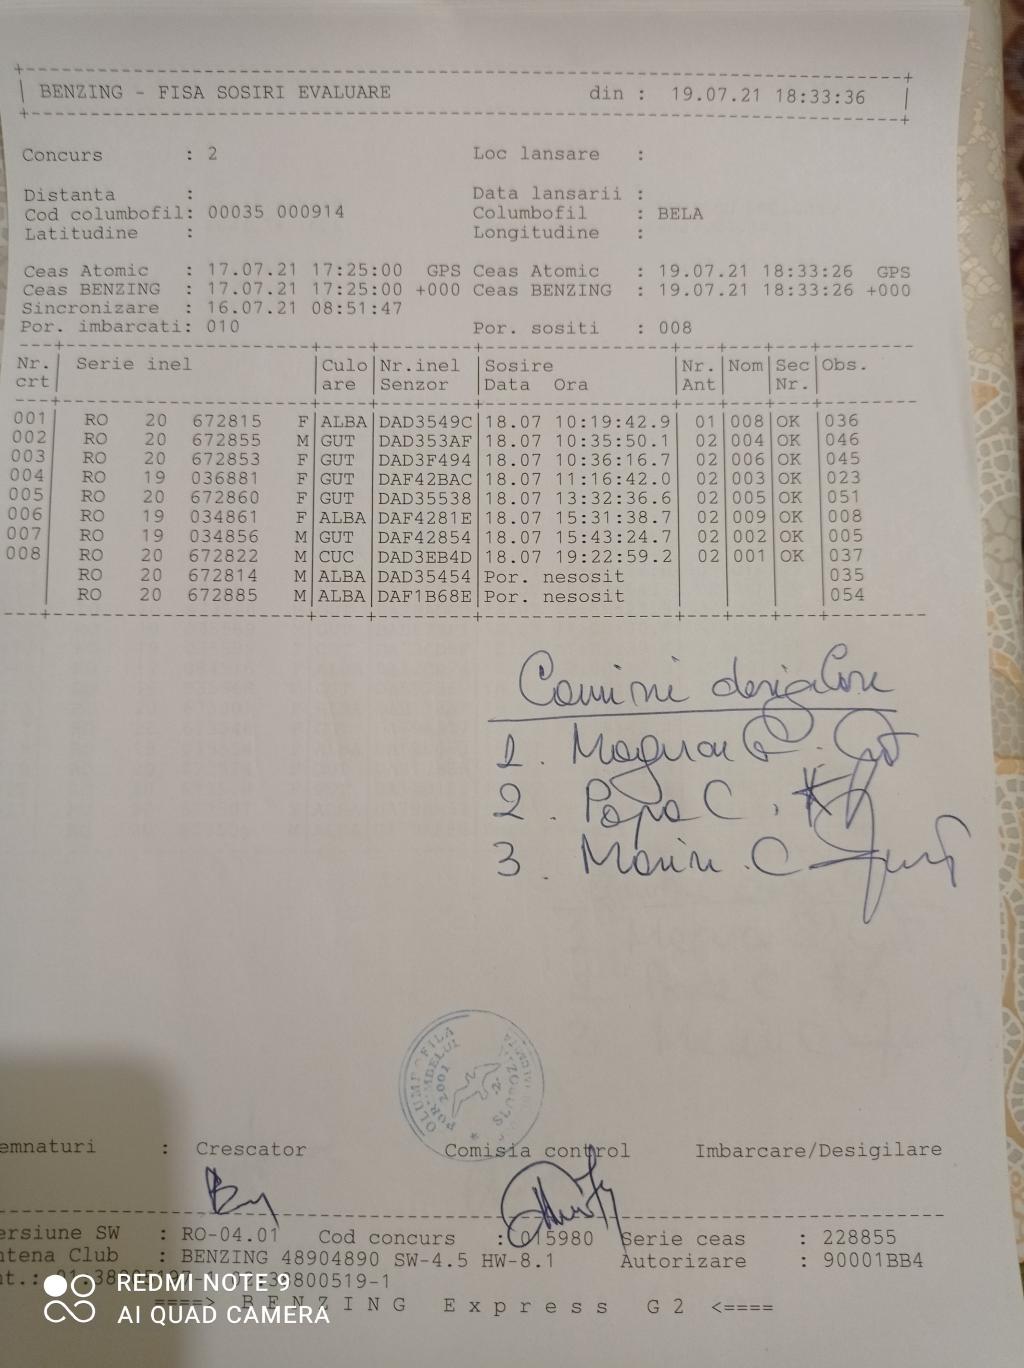 BENZING - FISA SOSIRI EVALUARE din : 19.07.21 18:33:36
Concurs : 2 Loc lansare :
Distanta : Data lansarii :
Cod columbofil: 00035 000914 Columbofil : BELA
Latitudine : Longitudine :
Ceas Atomic : 17.07.21 17:25:00 GPS Ceas Atomic : 19.07.21 18:33:26 GPS
Ceas BENZING : 17.07.21 17:25:00 +000 Ceas BENZING : 19.07.21 18:33:26 +000
Sincronizare : 16.07.21 08:51:47
Por. imbarcati: 010 Por. sositi : 008
Nr. Serie inel Culo Nr.inel Sosire Nr. Nom Sec Obs.
crt are Senzor Data Ora Ant Nr.
001 RO 20 672815 F ALBA DAD3549C 18.07 10:19:42.9 01 008 OK 036
002 RO 20 672855 M GUT DAD353AF 18.07 10:35:50.1 02 004 OK 046
003 RO 20 672853 F GUT DAD3F494 18.07 10:36:16.7 02 006 OK 045
004 RO 19 036881 F GUT DAF42BAC 18.07 11:16:42.0 02 003 OK 023
005 RO 20 672860 F GUT DAD35538 18.07 13:32:36.6 02 005 OK 051
006 RO 19 034861 F ALBA DAF4281E 18.07 15:31:38.7 02 009 OK 008
007 RO 19 034856 M GUT DAF42854 18.07 15:43:24.7 02 002 OK 005
008 RO 20 672822 M CUC DAD3EB4D 18.07 19:22:59.2 02 001 OK 037
RO 20 672814 M ALBA DAD35454 Por. nesosit 035
RO 20 672885 M ALBA DAF1B68E Por. nesosit 054
1.
2. Popa C.
3. Marin C
emnaturi : Crescator Comisia control Imbarcare/Desigilare
ersiune SW : RO-04.01 Cod concurs : 015980 Serie ceas : 228855
ntena Club : BENZING 48904890 SW-4.5 HW-8.1 Autorizare : 90001BB4
REDMI NOTE 9
AI QUAD CAMERA
====> BENZING Express G2 <====